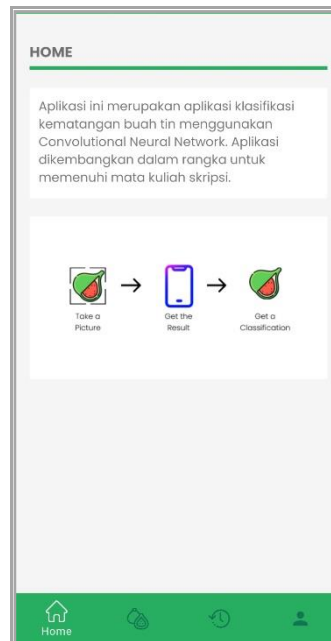 HOME
Aplikasi ini merupakan aplikasi klasifikasi
kematangan buah tin menggunakan
Convolutional Neural Network. Aplikasi
dikembangkan dalam rangka untuk
memenuhi mata kuliah skripsi.
Take a
Picture
Get the
Result
Get a
Classification
Home